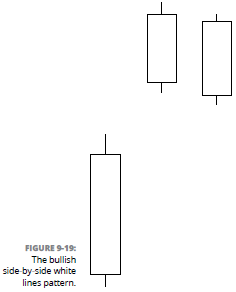 FIGURE 9-19:
The bullish
side-by-side white
lines pattern.